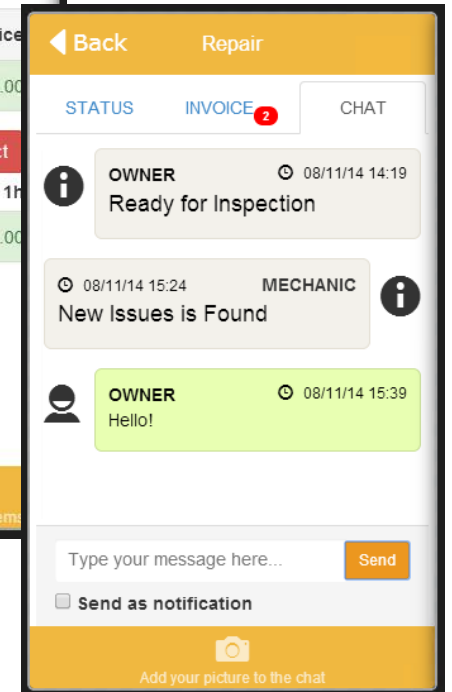 ice
.00
ct
1h
.00
ems
Back Repair
STATUS INVOICE 2 CHAT
OWNER 08/11/14 14:19
Ready for Inspection
08/11/14 15:24 MECHANIC
New Issues is Found
OWNER 08/11/14 15:39
Hello!
Type your message here... Send
Send as notification
Add your picture to the chat